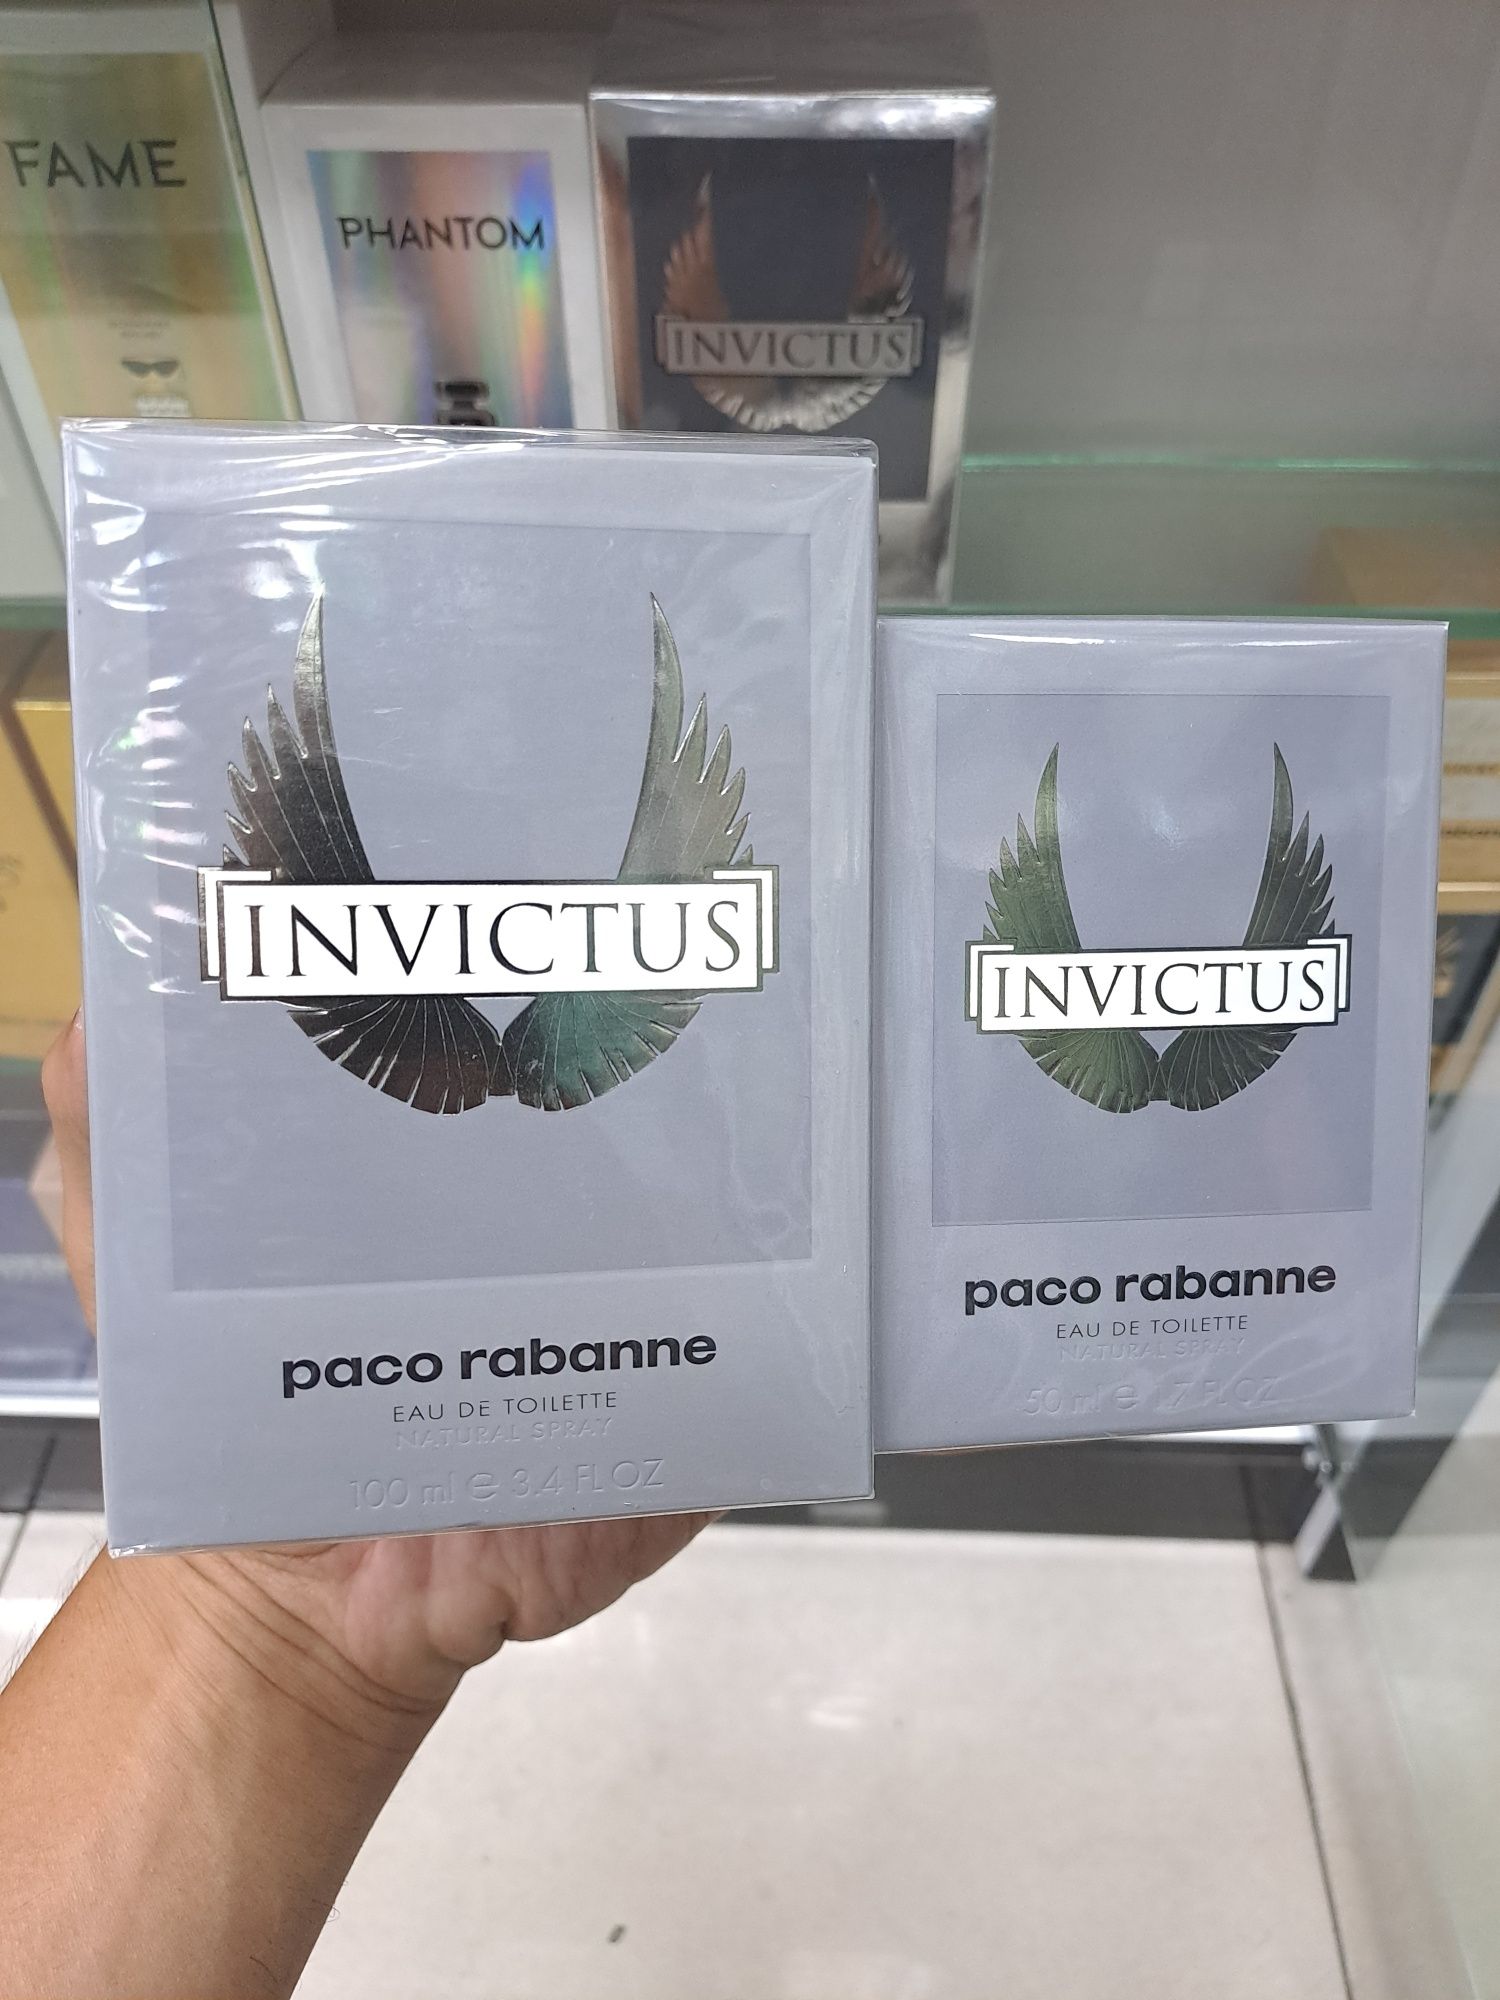 FAME
PHANTOM
INVICTUS
INVICTUS
paco rabanne
EAU DE TOILETTE
NATURAL SPRAY
100 ml e 3.4 FL OZ
INVICTUS
paco rabanne
EAU DE TOILETTE
NATURAL SPRAY
50 ml e 1.7 FL OZ